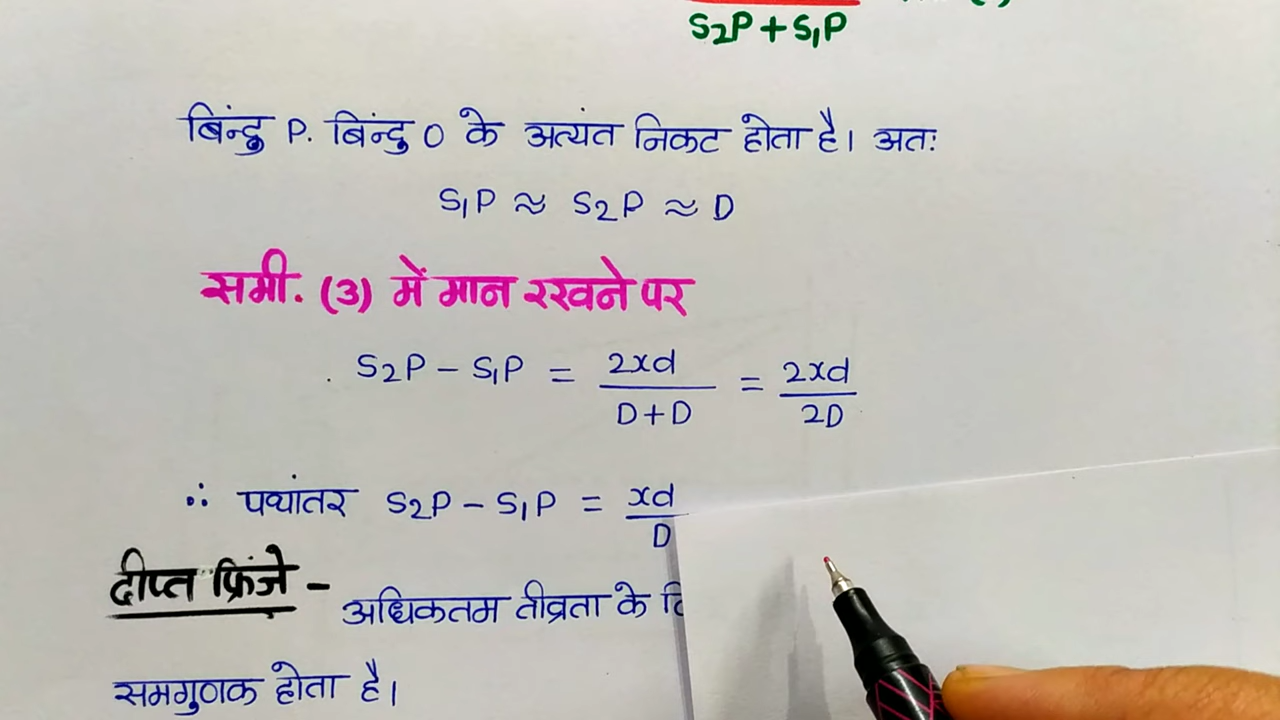 S₂P + S₁P
बिंन्दु P. बिंन्दु O के अत्यंत निकट होता है। अतः
S₁P ≈ S₂P ≈ D
समी. (3) में मान रखने पर
S₂P – S₁P = 2xd / D+D = 2xd / 2D
∴ पथांतर S₂P – S₁P = xd / D
दीप्त फ्रिंजे – अधिकतम तीव्रता के
समगुणक होता है।